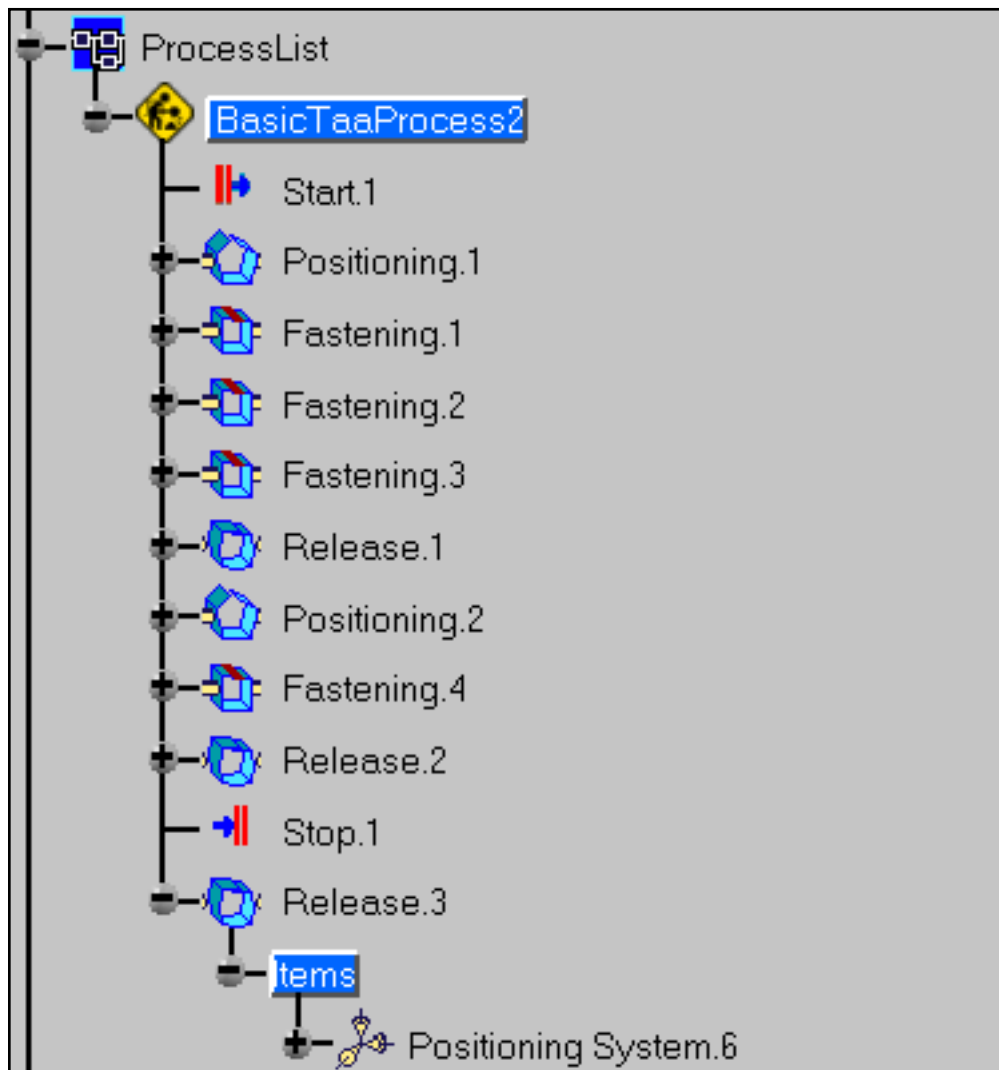 ProcessList
BasicTaaProcess2
Start.1
Positioning.1
Fastening.1
Fastening.2
Fastening.3
Release.1
Positioning.2
Fastening.4
Release.2
Stop.1
Release.3
Items
Positioning System.6